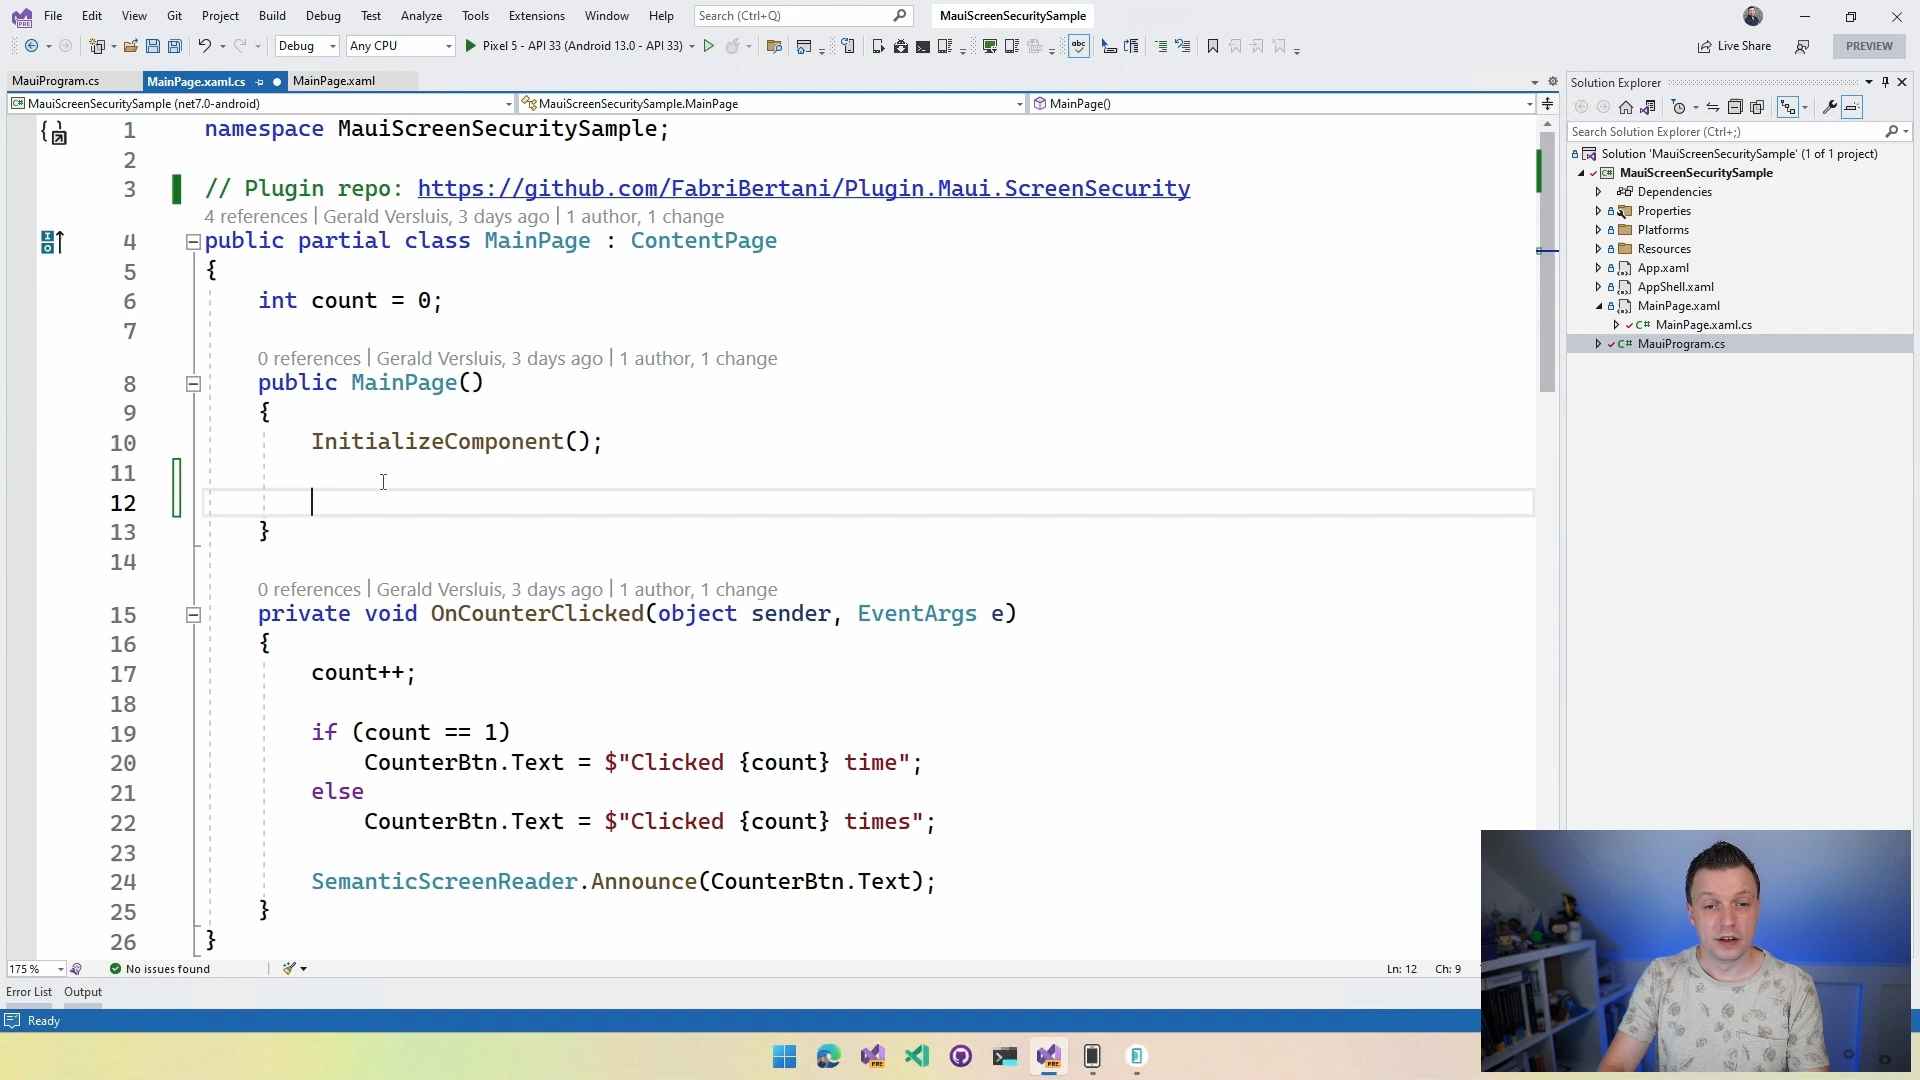 File Edit View Git Project Build Debug Test Analyze Tools Extensions Window Help Search (Ctrl+Q) MauiScreenSecuritySample
Debug Any CPU Pixel 5 - API 33 (Android 13.0 - API 33) Live Share PREVIEW
MauiProgram.cs MainPage.xaml.cs MainPage.xaml
MauiScreenSecuritySample (net7.0-android) MauiScreenSecuritySample.MainPage MainPage()
1 namespace MauiScreenSecuritySample;
2
3 // Plugin repo: https://github.com/FabriBertani/Plugin.Maui.ScreenSecurity
4 references | Gerald Versluis, 3 days ago | 1 author, 1 change
4 public partial class MainPage : ContentPage
5 {
6 int count = 0;
7
0 references | Gerald Versluis, 3 days ago | 1 author, 1 change
8 public MainPage()
9 {
10 InitializeComponent();
11
12
13 }
14
0 references | Gerald Versluis, 3 days ago | 1 author, 1 change
15 private void OnCounterClicked(object sender, EventArgs e)
16 {
17 count++;
18
19 if (count == 1)
20 CounterBtn.Text = $"Clicked {count} time";
21 else
22 CounterBtn.Text = $"Clicked {count} times";
23
24 SemanticScreenReader.Announce(CounterBtn.Text);
25 }
26 }
175 % No issues found Ln: 12 Ch: 9
Error List Output
Ready
Solution Explorer
Search Solution Explorer (Ctrl+;)
Solution 'MauiScreenSecuritySample' (1 of 1 project)
MauiScreenSecuritySample
Dependencies
Properties
Platforms
Resources
App.xaml
AppShell.xaml
MainPage.xaml
C# MainPage.xaml.cs
C# MauiProgram.cs